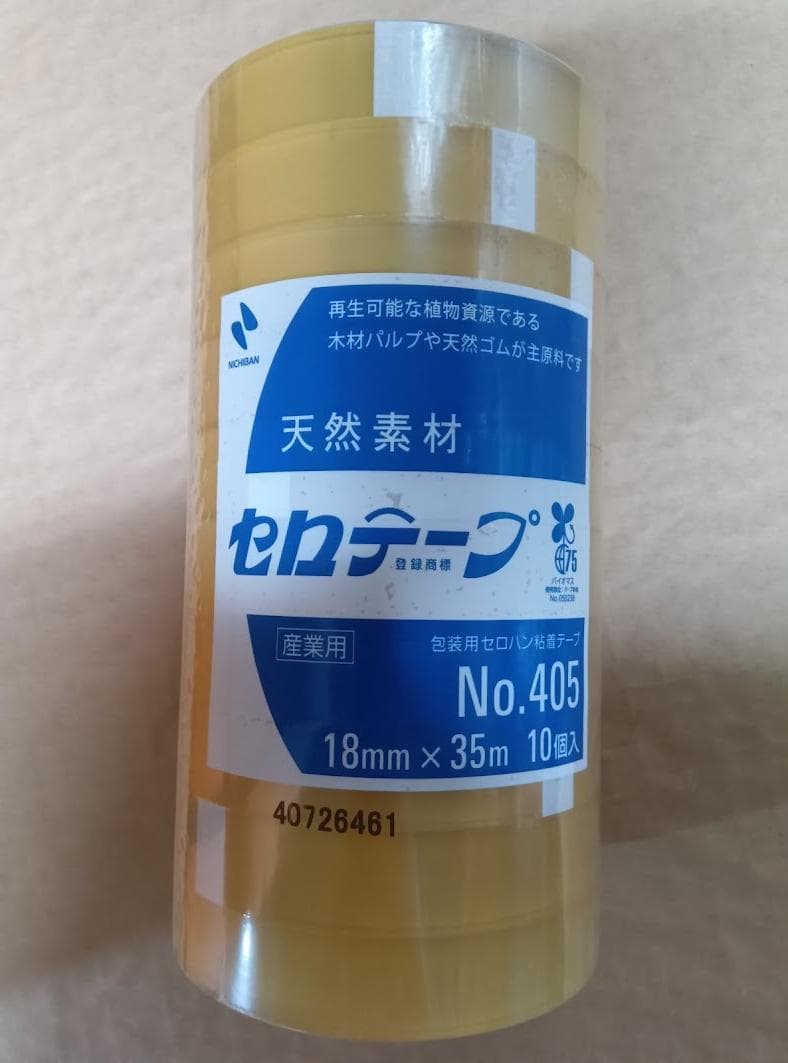 再生可能な植物資源である
木材パルプや天然ゴムが主原料です
NICHIBAN
天然素材
セロテープ®
登録商標
75
バイオマス
No.050236
産業用
包装用セロハン粘着テープ
No.405
18mm × 35m 10個入
40726461